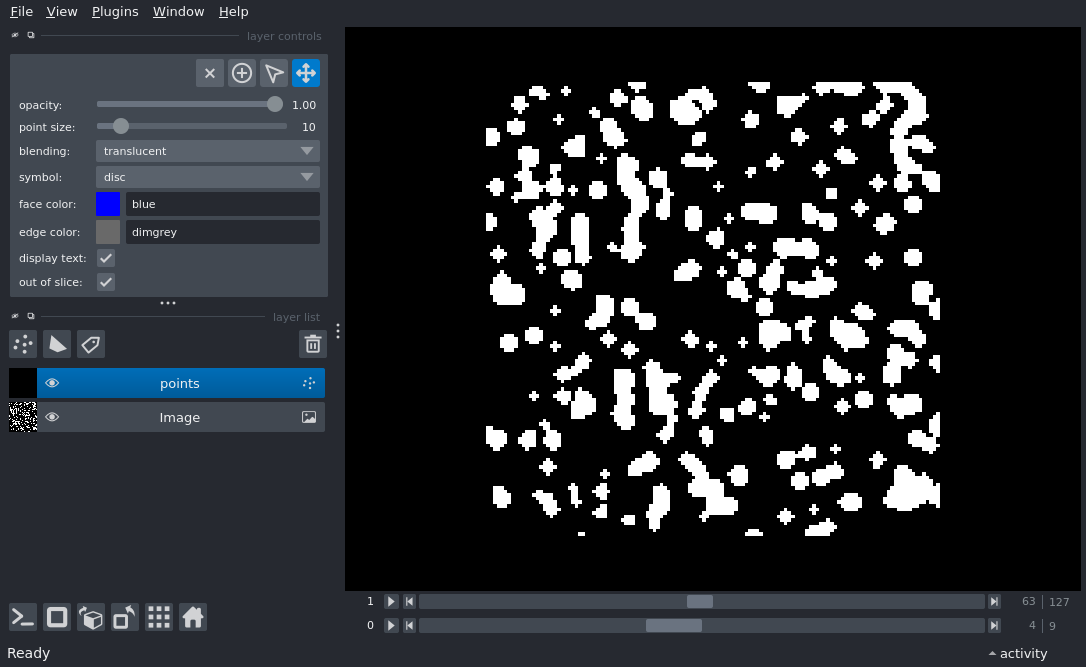 File View Plugins Window Help
layer controls
opacity: 1.00
point size: 10
blending: translucent
symbol: disc
face color: blue
edge color: dimgrey
display text:
out of slice:
layer list
points
Image
1 63 127
0 4 9
Ready activity